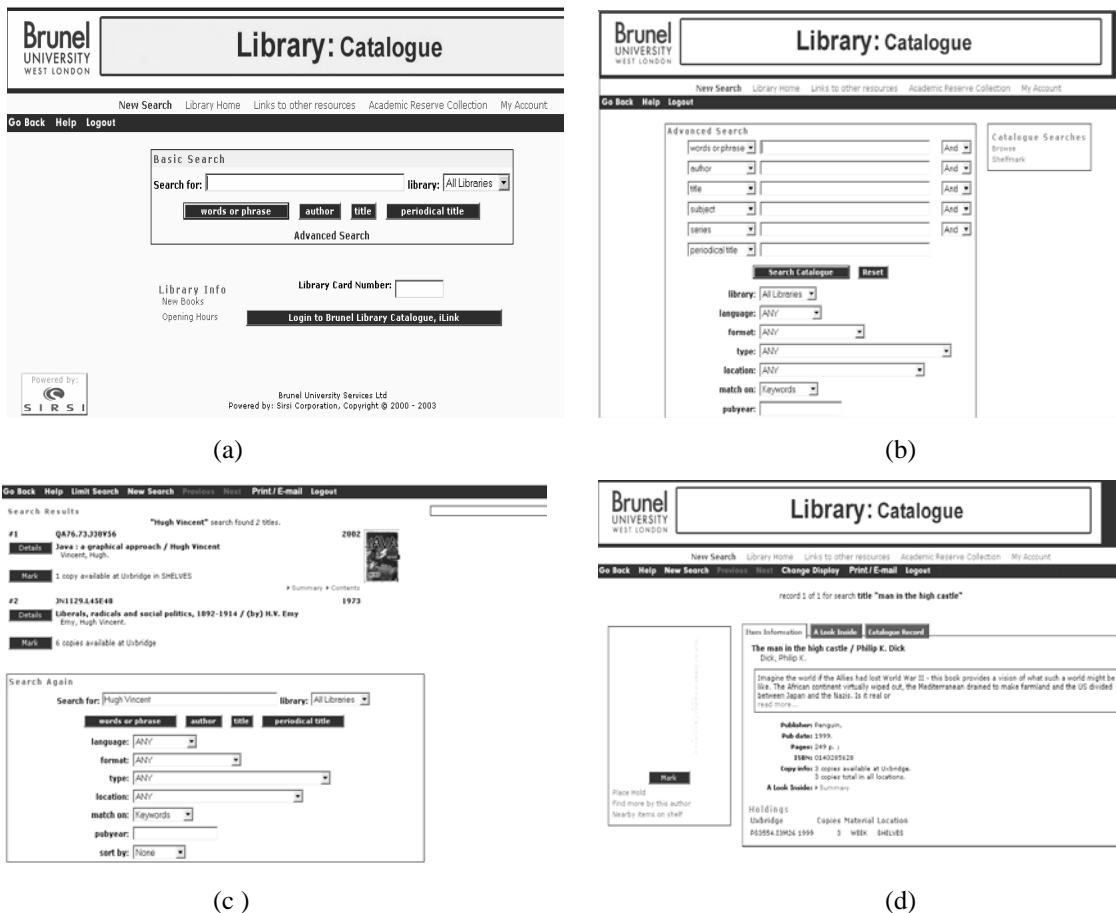 Brunel
UNIVERSITY
WEST LONDON
Library: Catalogue
New Search Library Home Links to other resources Academic Reserve Collection My Account
Go Back Help Logout
Basic Search
Search for: library: All Libraries
words or phrase author title periodical title
Advanced Search
Library Info
New Books
Opening Hours
Library Card Number:
Login to Brunel Library Catalogue, iLink
Powered by:
SIRSI
Brunel University Services Ltd
Powered by: Sirsi Corporation, Copyright © 2000 - 2003
(a)
Brunel
UNIVERSITY
WEST LONDON
Library: Catalogue
New Search Library Home Links to other resources Academic Reserve Collection My Account
Go Back Help Logout
Advanced Search
words or phrase And
author And
title And
subject And
series And
periodical title
Search Catalogue Reset
library: All Libraries
language: ANY
format: ANY
type: ANY
location: ANY
match on: Keywords
pubyear:
Catalogue Searches
Browse
Shelfmark
(b)
Go Back Help Limit Search New Search Previous Next Print / E-mail Logout
Search Results
"Hugh Vincent" search found 2 titles.
#1 QA76.73.J38V56 2002
Details Java : a graphical approach / Hugh Vincent
Vincent, Hugh.
Mark 1 copy available at Uxbridge in SHELVES
Summary Contents
#2 JN1129.L45E48 1973
Details Liberals, radicals and social politics, 1892-1914 / (by) H.V. Emy
Emy, Hugh Vincent.
Mark 6 copies available at Uxbridge
Search Again
Search for: Hugh Vincent library: All Libraries
words or phrase author title periodical title
language: ANY
format: ANY
type: ANY
location: ANY
match on: Keywords
pubyear:
sort by: None
(c )
Brunel
UNIVERSITY
WEST LONDON
Library: Catalogue
New Search Library Home Links to other resources Academic Reserve Collection My Account
Go Back Help New Search Previous Next Change Display Print / E-mail Logout
record 1 of 1 for search title "man in the high castle"
Mark
Place Hold
Find more by this author
Nearby items on shelf
Item Information A Look Inside Catalogue Record
The man in the high castle / Philip K. Dick
Dick, Philip K.
Imagine the world if the Allies had lost World War II - this book provides a vision of what such a world might be
like. The African continent virtually wiped out, the Mediterranean drained to make farmland and the US divided
between Japan and the Nazis. Is it real or
read more...
Publisher: Penguin,
Pub date: 1999.
Pages: 249 p. ;
ISBN: 0140285628
Copy info: 3 copies available at Uxbridge.
3 copies total in all locations.
A Look Inside: Summary
Holdings
Uxbridge Copies Material Location
PS3554.I3M26 1999 3 WEEK SHELVES
(d)